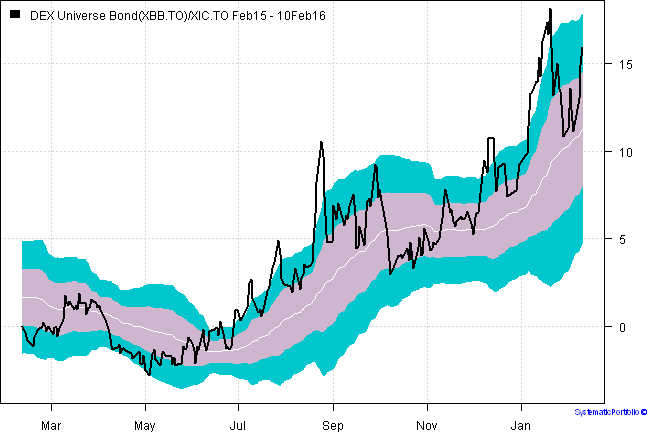 DEX Universe Bond(XBB.TO)/XIC.TO Feb15 - 10Feb16
15
10
5
0
Mar May Jul Sep Nov Jan
SystematicPortfolio ©